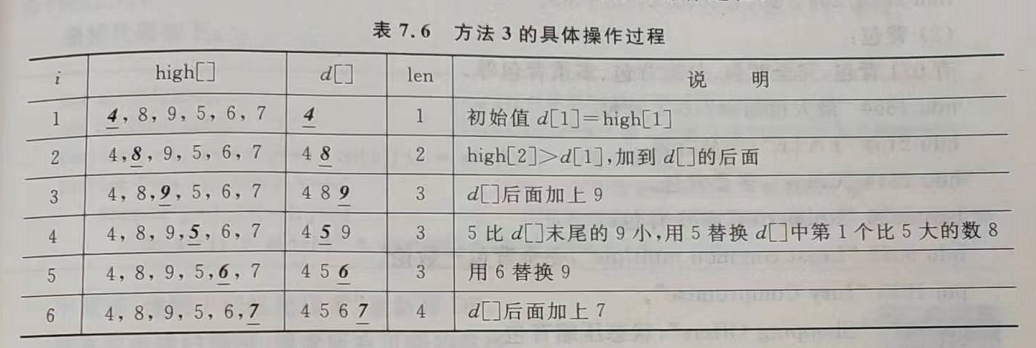 表 7.6 方法 3 的具体操作过程
i high[] d[] len 说 明
1 4, 8, 9, 5, 6, 7 4 1 初始值 d[1]=high[1]
2 4,8, 9, 5, 6, 7 4 8 2 high[2]>d[1],加到 d[]的后面
3 4, 8,9, 5, 6, 7 4 8 9 3 d[]后面加上 9
4 4, 8, 9,5, 6, 7 4 5 9 3 5 比 d[]末尾的 9 小,用 5 替换 d[]中第 1 个比 5 大的数 8
5 4, 8, 9, 5,6, 7 4 5 6 3 用 6 替换 9
6 4, 8, 9, 5, 6,7 4 5 6 7 4 d[]后面加上 7